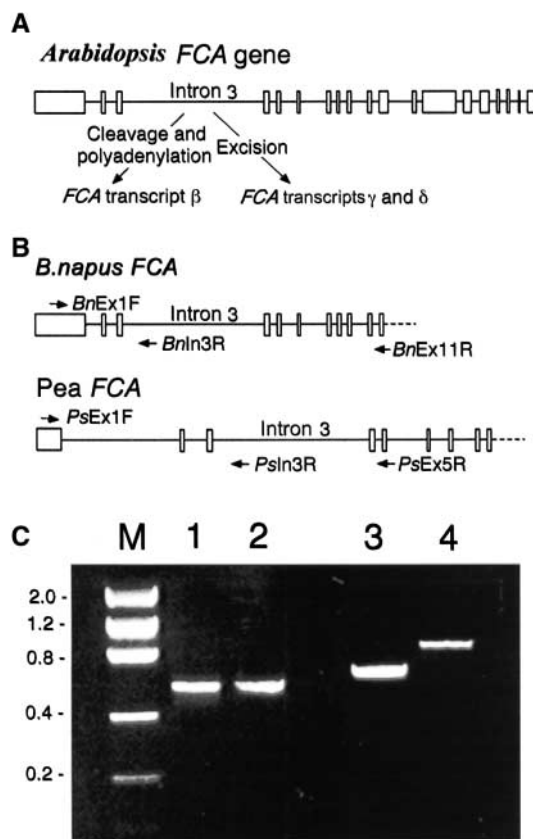 A
Arabidopsis FCA gene
Intron 3
Cleavage and
polyadenylation
Excision
FCA transcript β
FCA transcripts γ and δ
B
B.napus FCA
BnEx1F
Intron 3
BnIn3R
BnEx11R
Pea FCA
PsEx1F
Intron 3
PsIn3R
PsEx5R
C
M 1 2 3 4
2.0 -
1.2 -
0.8 -
0.4 -
0.2 -